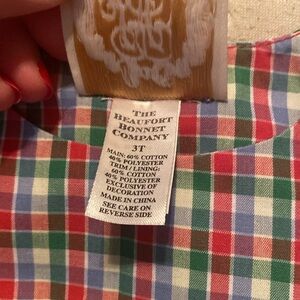 THE
BEAUFORT
BONNET
COMPANY
3T
MAIN: 60% COTTON
40% POLYESTER
TRIM / LINING:
60% COTTON
40% POLYESTER
EXCLUSIVE OF
DECORATION
MADE IN CHINA
SEE CARE ON
REVERSE SIDE